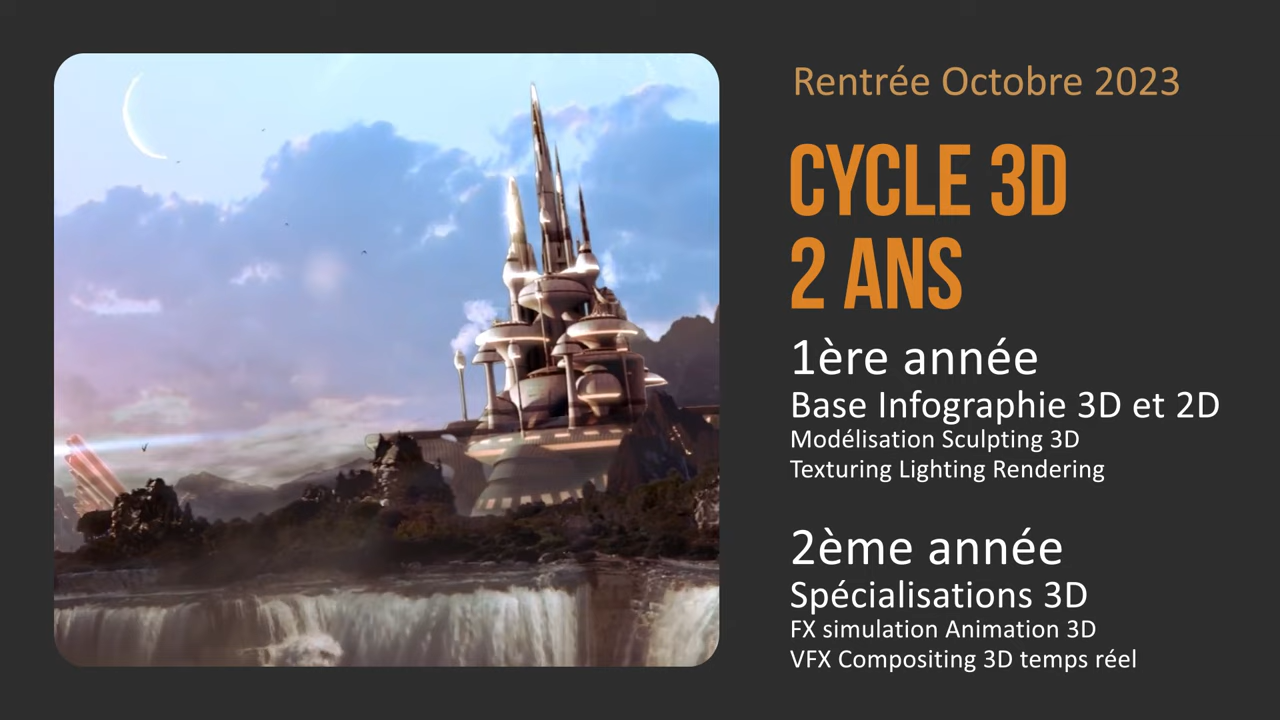 Rentrée Octobre 2023
CYCLE 3D
2 ANS
1ère année
Base Infographie 3D et 2D
Modélisation Sculpting 3D
Texturing Lighting Rendering
2ème année
Spécialisations 3D
FX simulation Animation 3D
VFX Compositing 3D temps réel